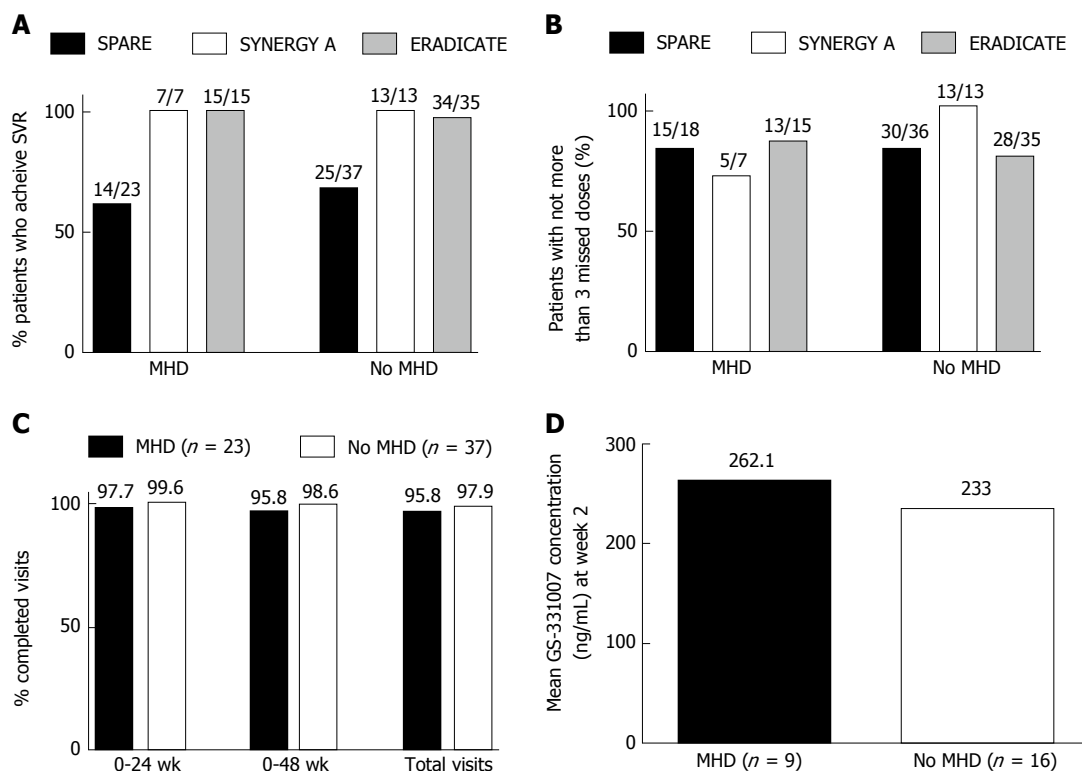 A
SPARE SYNERGY A ERADICATE
% patients who acheive SVR
100
50
0
14/23
7/7
15/15
25/37
13/13
34/35
MHD
No MHD
B
SPARE SYNERGY A ERADICATE
Patients with not more
than 3 missed doses (%)
100
50
0
15/18
5/7
13/15
30/36
13/13
28/35
MHD
No MHD
C
MHD (n = 23) No MHD (n = 37)
% completed visits
100
50
0
97.7
99.6
95.8
98.6
95.8
97.9
0-24 wk
0-48 wk
Total visits
D
Mean GS-331007 concentration
(ng/mL) at week 2
300
200
100
0
262.1
233
MHD (n = 9)
No MHD (n = 16)